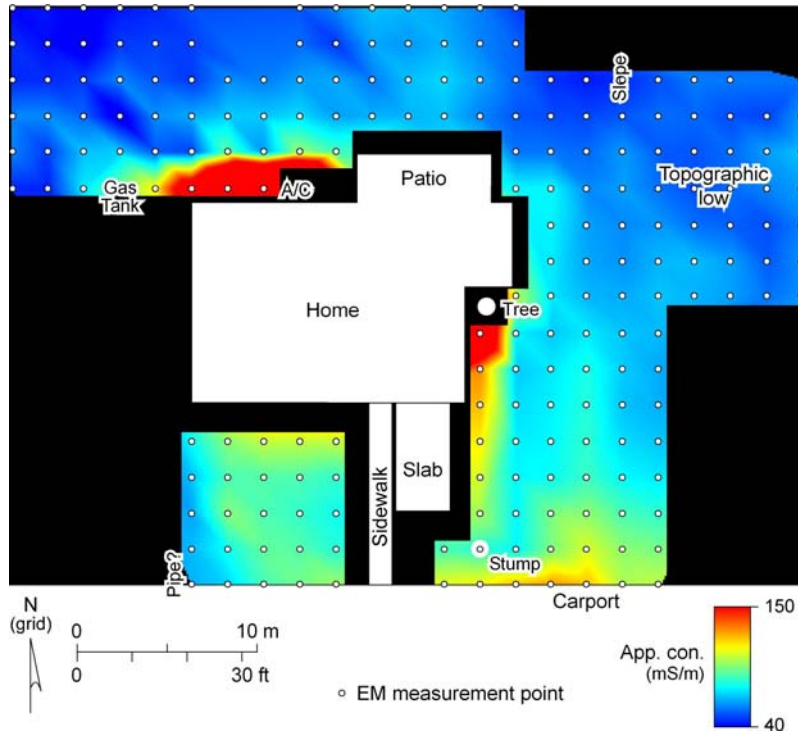 Slope
Topographic
low
Gas
Tank
A/C
Patio
Home
Tree
Sidewalk
Slab
Pipe?
Stump
Carport
N
(grid)
0 10 m
0 30 ft
EM measurement point
App. con.
(mS/m)
150
40